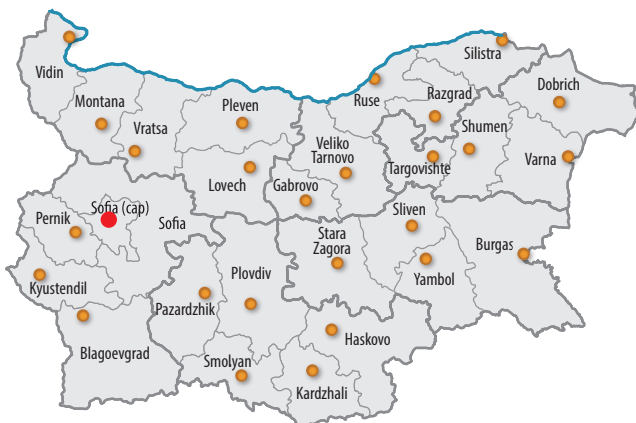 Silistra
Vidin
Dobrich
Montana
Pleven
Ruse
Razgrad
Vratsa
Shumen
Veliko
Tarnovo
Varna
Targovishte
Lovech
Gabrovo
Sofia (cap)
Pernik
Sofia
Sliven
Stara
Zagora
Burgas
Plovdiv
Yambol
Kyustendil
Pazardzhik
Haskovo
Blagoevgrad
Smolyan
Kardzhali